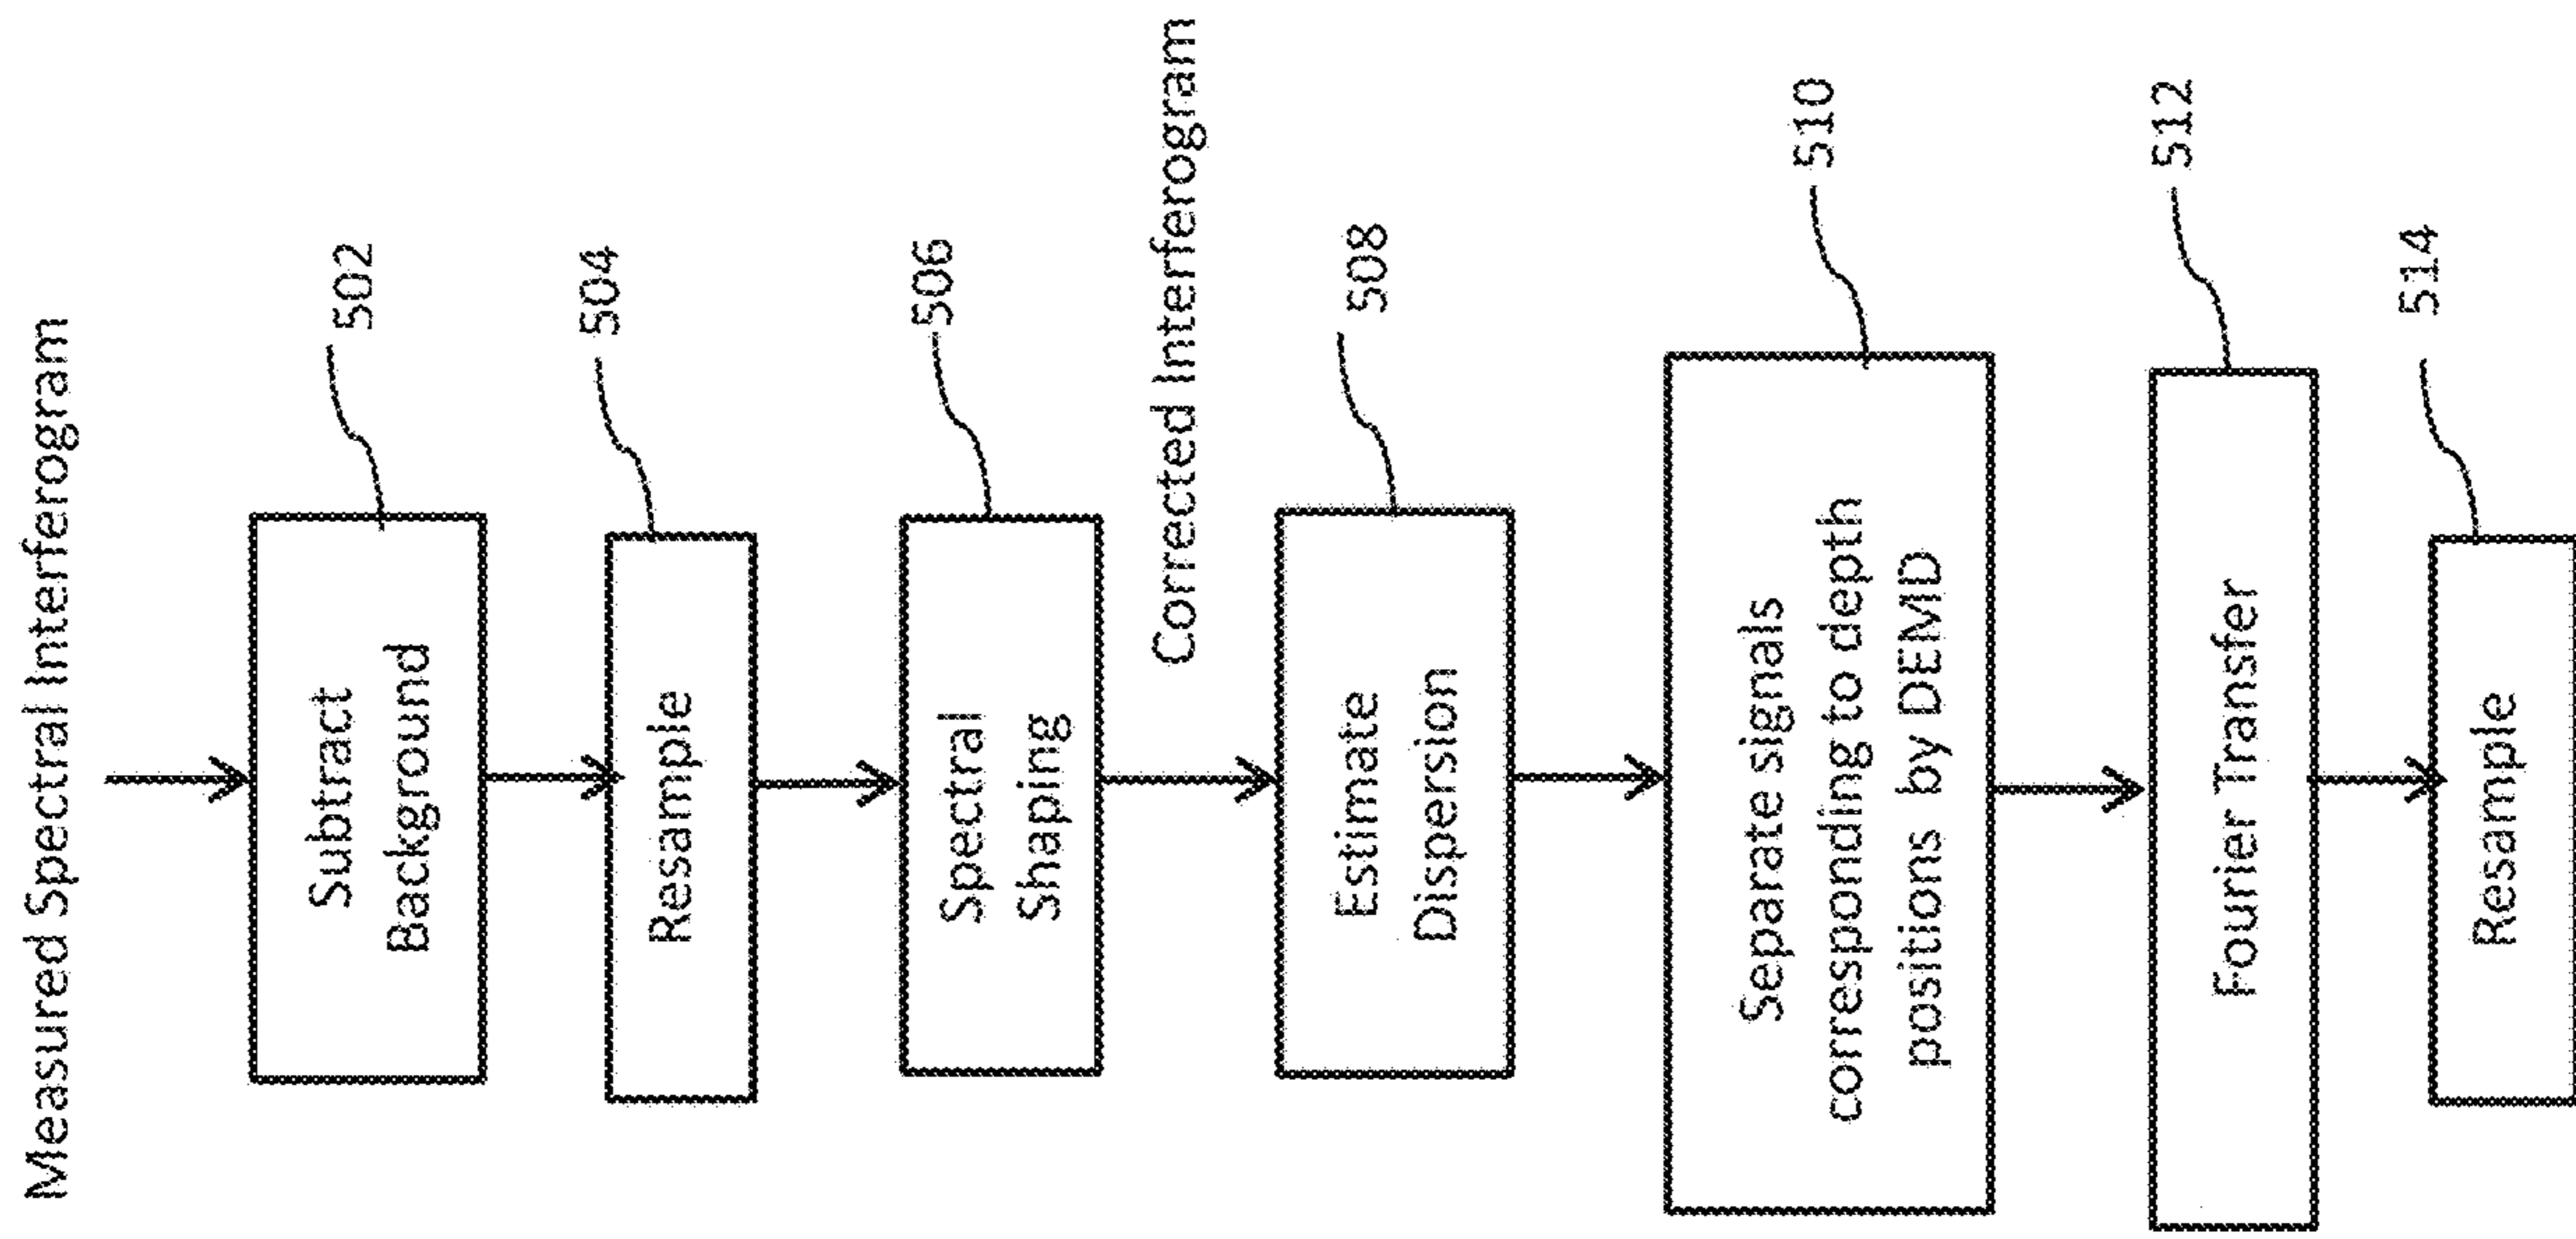 Measured Spectral Interferogram
502
Subtract
Background
504
Resample
506
Spectral
Shaping
Corrected Interferogram
508
Estimate
Dispersion
510
Separate signals
corresponding to depth
positions by DEMD
512
Fourier Transfer
514
Resample